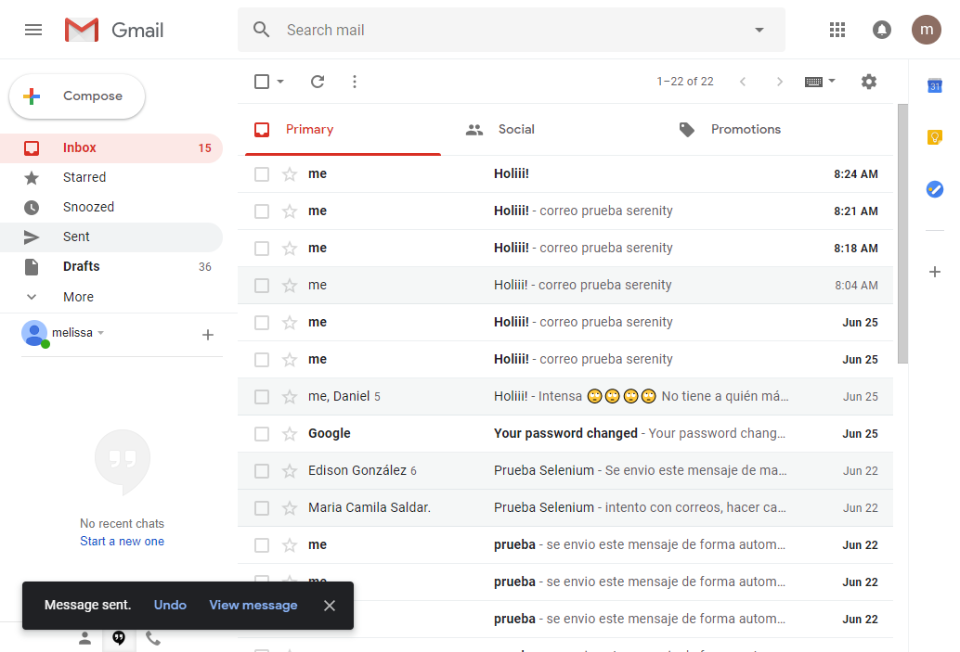 Gmail
Search mail
m
Compose
1–22 of 22
31
Primary
Social
Promotions
Inbox 15
Starred
Snoozed
Sent
Drafts 36
More
melissa
No recent chats
Start a new one
me Holiii! 8:24 AM
me Holiii! - correo prueba serenity 8:21 AM
me Holiii! - correo prueba serenity 8:18 AM
me Holiii! - correo prueba serenity 8:04 AM
me Holiii! - correo prueba serenity Jun 25
me Holiii! - correo prueba serenity Jun 25
me, Daniel 5 Holiii! - Intensa 🙄🙄🙄🙄 No tiene a quién má… Jun 25
Google Your password changed - Your password chang… Jun 25
Edison González 6 Prueba Selenium - Se envio este mensaje de ma… Jun 22
Maria Camila Saldar. Prueba Selenium - intento con correos, hacer ca… Jun 22
me prueba - se envio este mensaje de forma autom… Jun 22
me prueba - se envio este mensaje de forma autom… Jun 22
prueba - se envio este mensaje de forma autom… Jun 22
Message sent. Undo View message